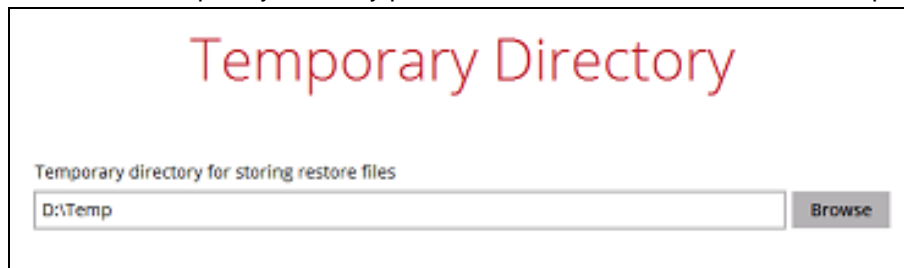 Temporary Directory
Temporary directory for storing restore files
D:\Temp
Browse